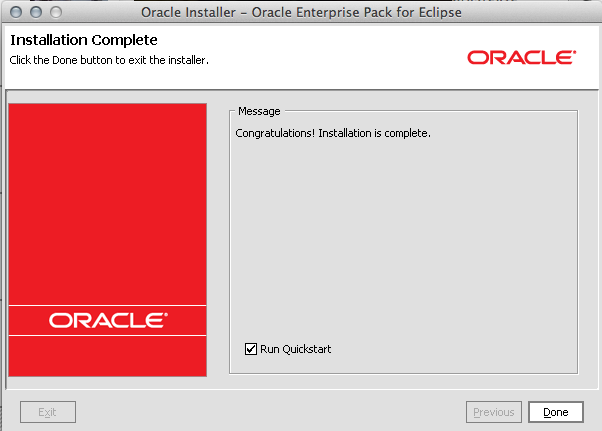 Oracle Installer - Oracle Enterprise Pack for Eclipse
Installation Complete
Click the Done button to exit the installer.
ORACLE®
Message
Congratulations! Installation is complete.
ORACLE®
Run Quickstart
Exit
Previous
Done